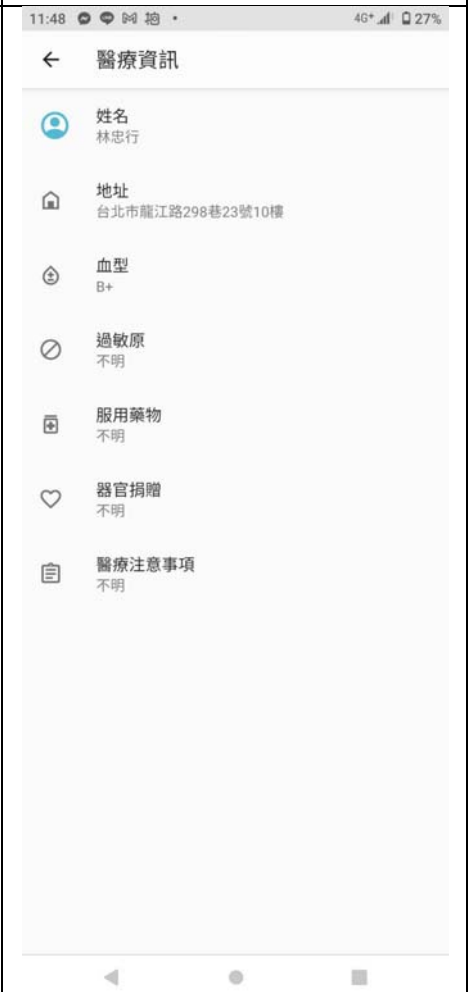 11:48
4G+ 27%
醫療資訊
姓名
林忠行
地址
台北市龍江路298巷23號10樓
血型
B+
過敏原
不明
服用藥物
不明
器官捐贈
不明
醫療注意事項
不明